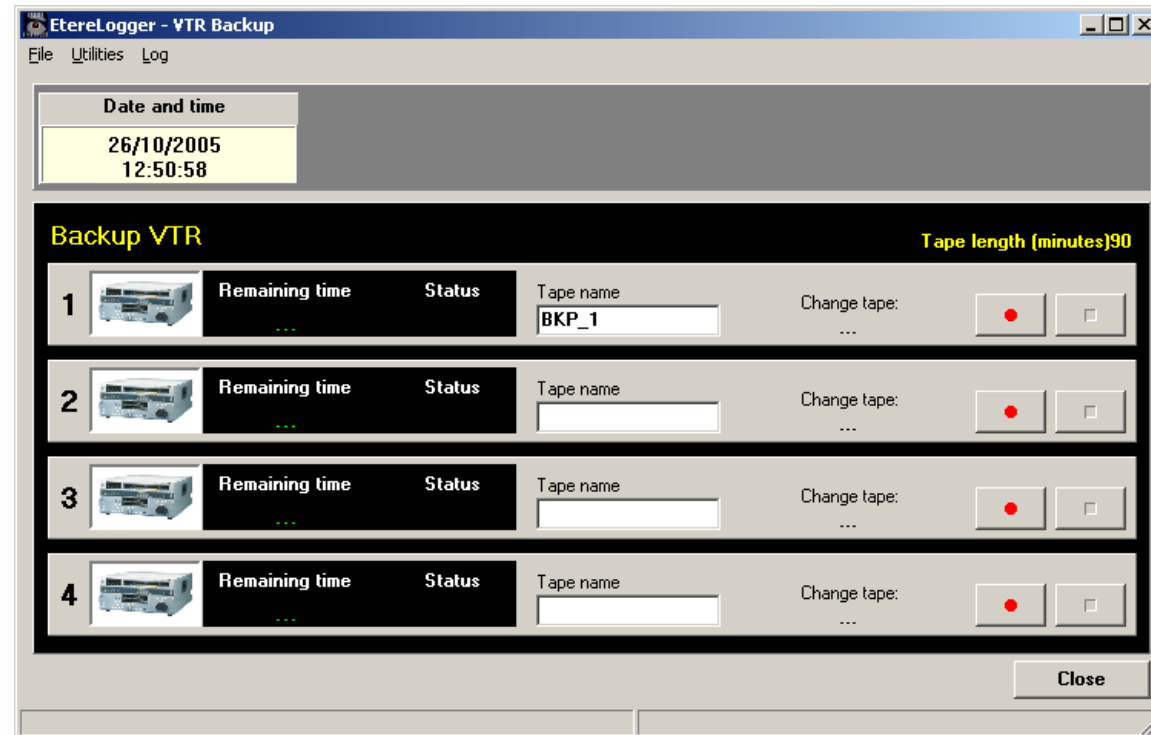 EtereLogger - VTR Backup
File Utilities Log
Date and time
26/10/2005
12:50:58
Backup VTR
Tape length (minutes)90
1 Remaining time Status Tape name Change tape:
... BKP_1 ...
2 Remaining time Status Tape name Change tape:
... ...
3 Remaining time Status Tape name Change tape:
... ...
4 Remaining time Status Tape name Change tape:
... ...
Close